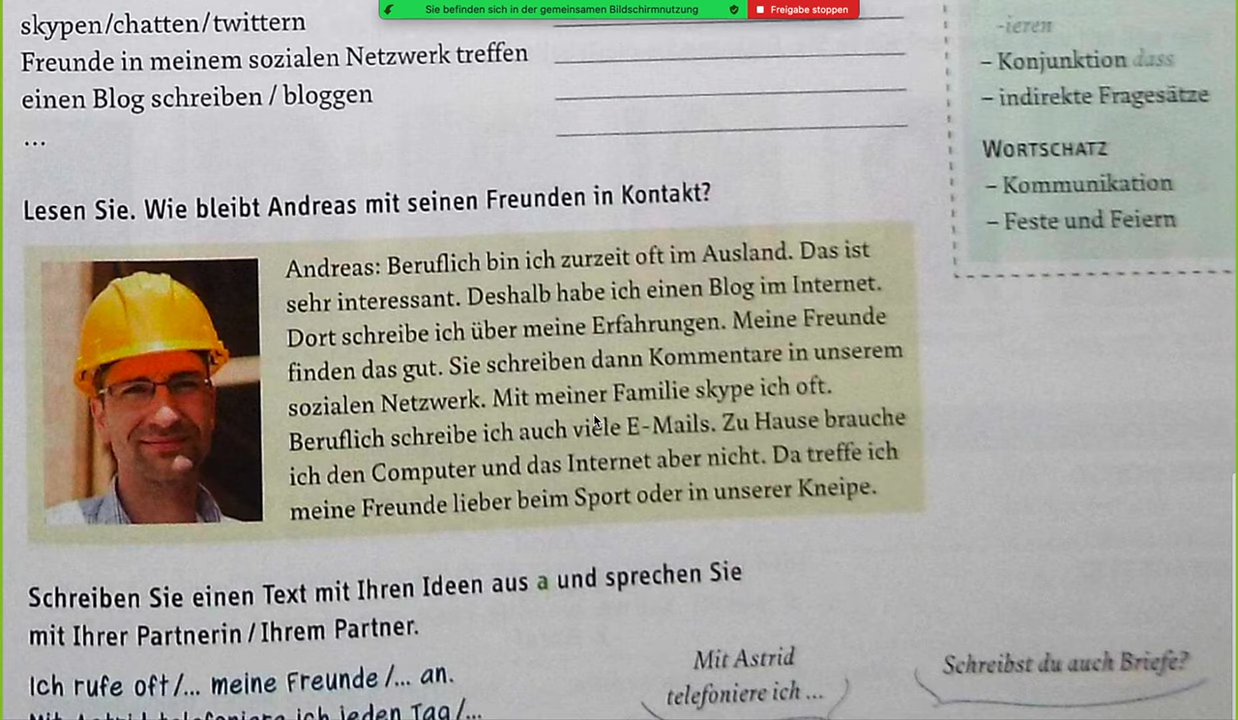 Sie befinden sich in der gemeinsamen Bildschirmnutzung
Freigabe stoppen
skypen/chatten/twittern
Freunde in meinem sozialen Netzwerk treffen
einen Blog schreiben / bloggen
...
-ieren
– Konjunktion dass
– indirekte Fragesätze
WORTSCHATZ
– Kommunikation
– Feste und Feiern
Lesen Sie. Wie bleibt Andreas mit seinen Freunden in Kontakt?
Andreas: Beruflich bin ich zurzeit oft im Ausland. Das ist
sehr interessant. Deshalb habe ich einen Blog im Internet.
Dort schreibe ich über meine Erfahrungen. Meine Freunde
finden das gut. Sie schreiben dann Kommentare in unserem
sozialen Netzwerk. Mit meiner Familie skype ich oft.
Beruflich schreibe ich auch viele E-Mails. Zu Hause brauche
ich den Computer und das Internet aber nicht. Da treffe ich
meine Freunde lieber beim Sport oder in unserer Kneipe.
Schreiben Sie einen Text mit Ihren Ideen aus a und sprechen Sie
mit Ihrer Partnerin / Ihrem Partner.
Ich rufe oft /... meine Freunde /... an.
Mit Astrid telefoniere ich jeden Tag /...
Mit Astrid
telefoniere ich ...
Schreibst du auch Briefe?